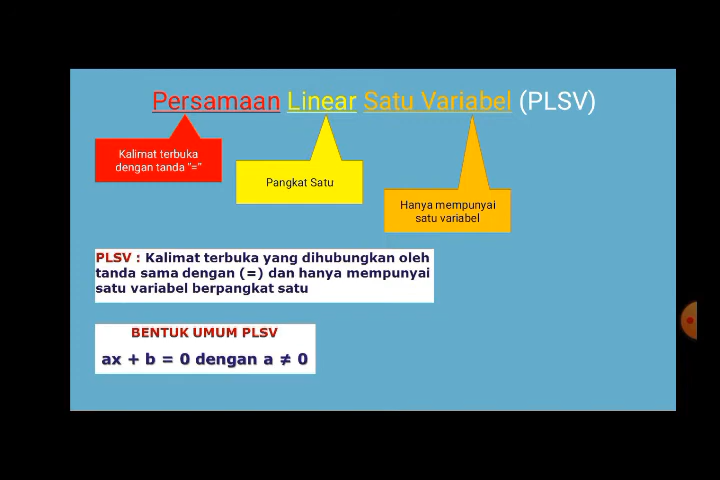 Persamaan Linear Satu Variabel (PLSV)
Kalimat terbuka
dengan tanda "="
Pangkat Satu
Hanya mempunyai
satu variabel
PLSV : Kalimat terbuka yang dihubungkan oleh
tanda sama dengan (=) dan hanya mempunyai
satu variabel berpangkat satu
BENTUK UMUM PLSV
ax + b = 0 dengan a ≠ 0